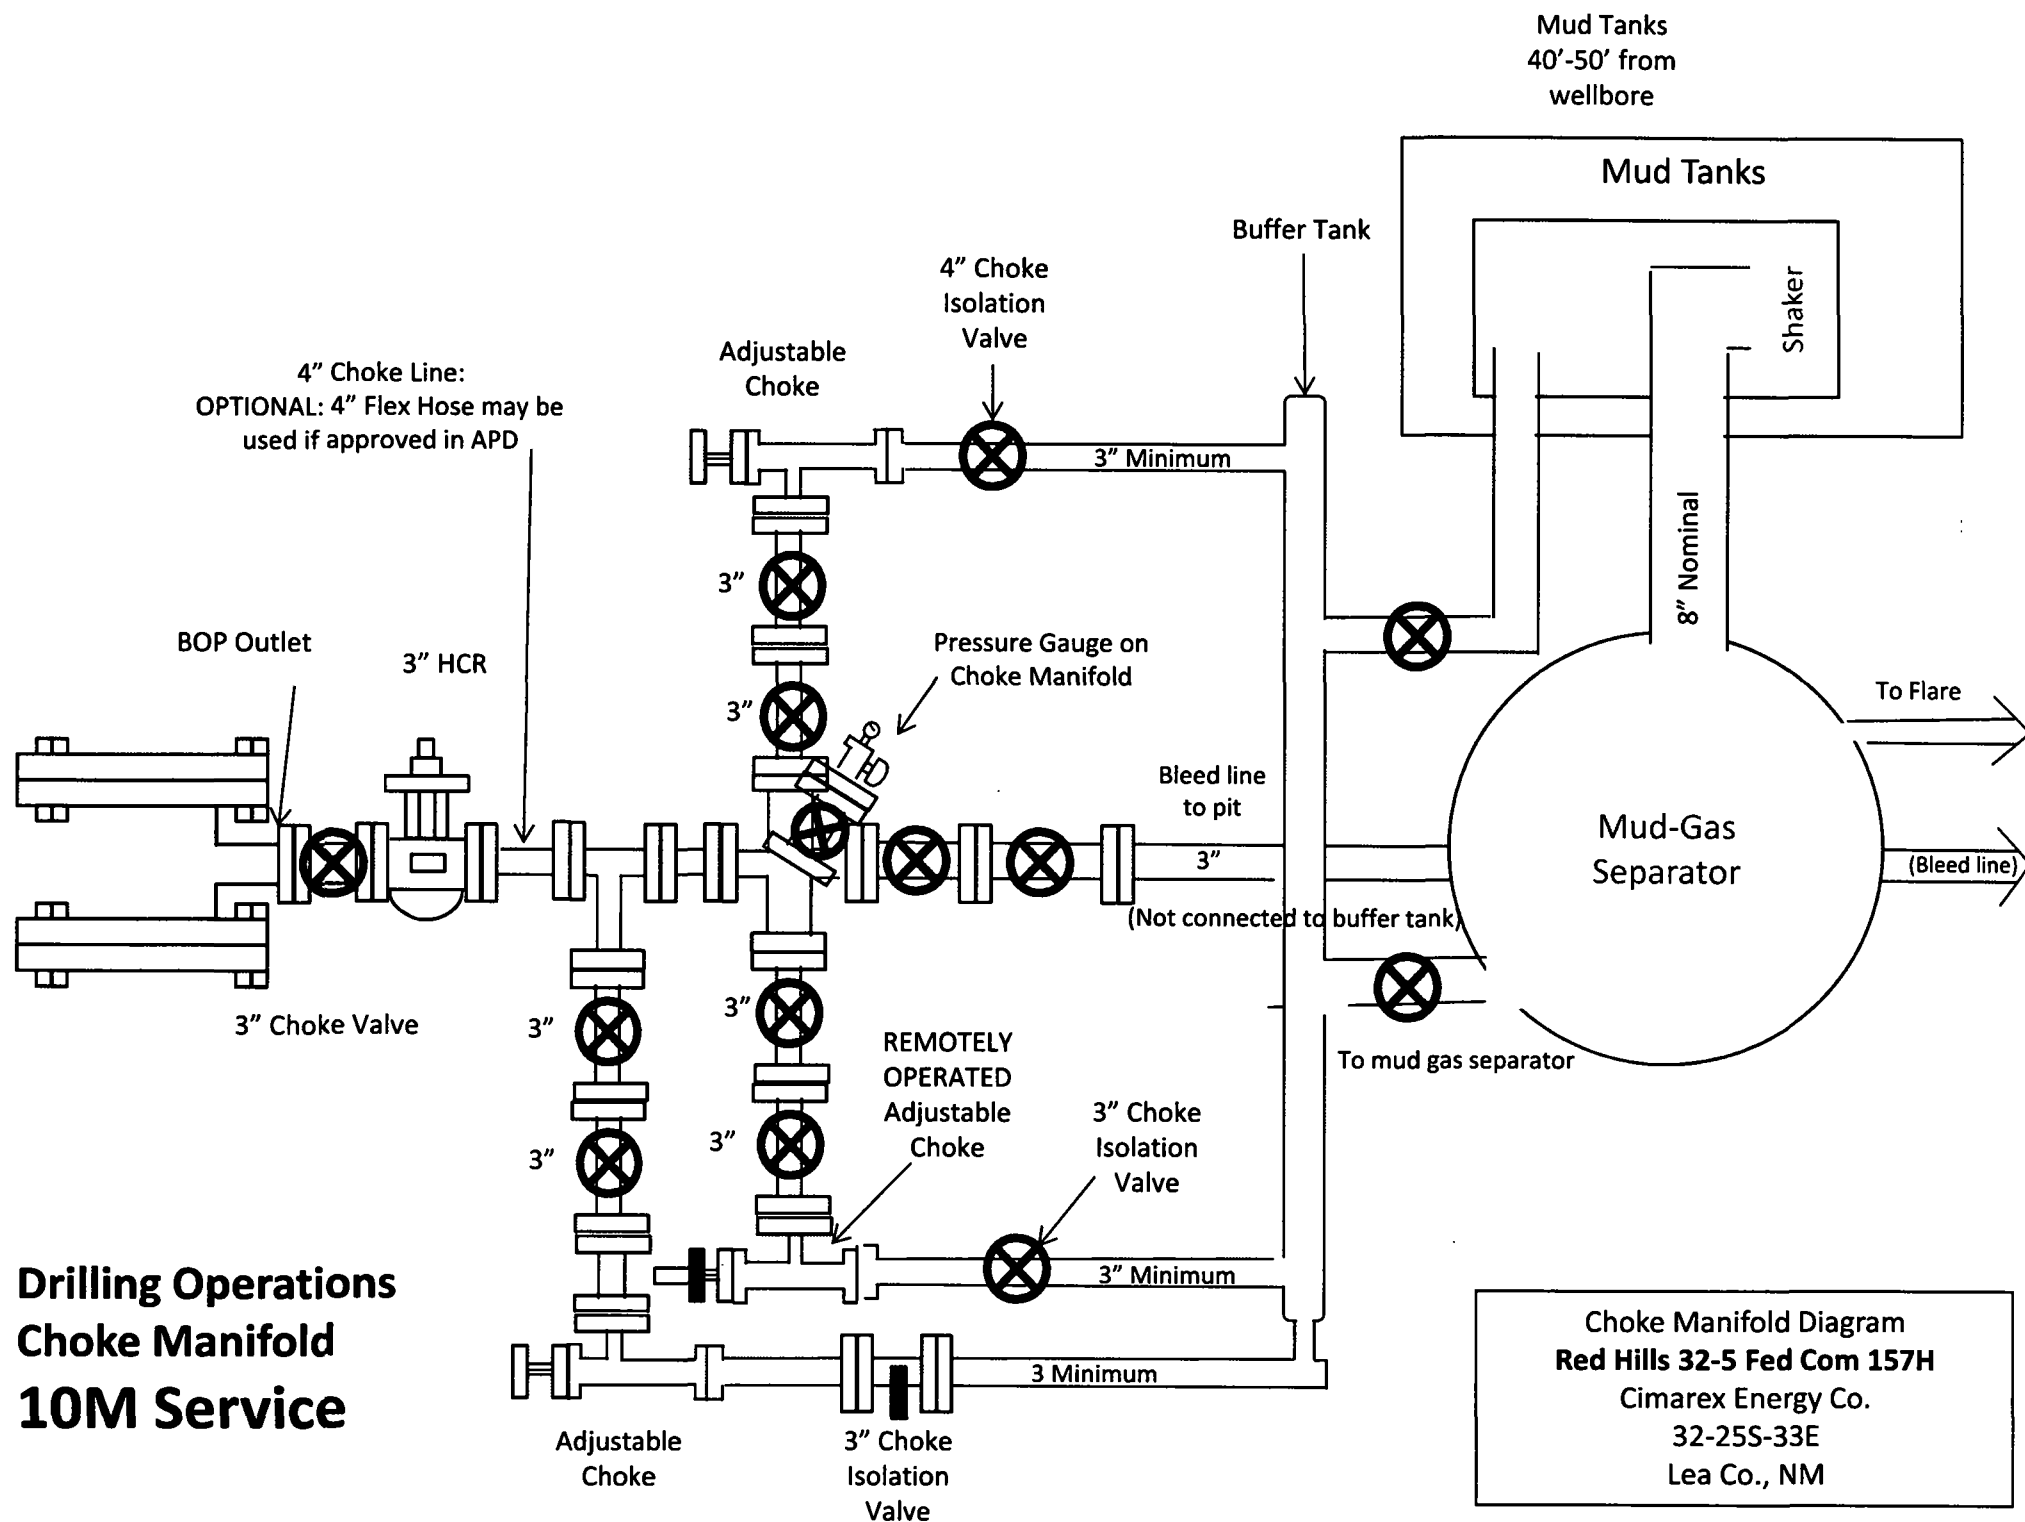 Mud Tanks
40’-50’ from
wellbore
Mud Tanks
Shaker
Buffer Tank
4” Choke
Isolation
Valve
Adjustable
Choke
4” Choke Line:
OPTIONAL: 4” Flex Hose may be
used if approved in APD
3” Minimum
8” Nominal
3”
BOP Outlet
3” HCR
Pressure Gauge on
Choke Manifold
3”
To Flare
Bleed line
to pit
3”
Mud-Gas
Separator
(Bleed line)
(Not connected to buffer tank)
3” Choke Valve
3”
3”
To mud gas separator
REMOTELY
OPERATED
Adjustable
Choke
3” Choke
Isolation
Valve
3”
3”
3” Minimum
3 Minimum
Adjustable
Choke
3” Choke
Isolation
Valve
Drilling Operations
Choke Manifold
10M Service
Choke Manifold Diagram
Red Hills 32-5 Fed Com 157H
Cimarex Energy Co.
32-25S-33E
Lea Co., NM